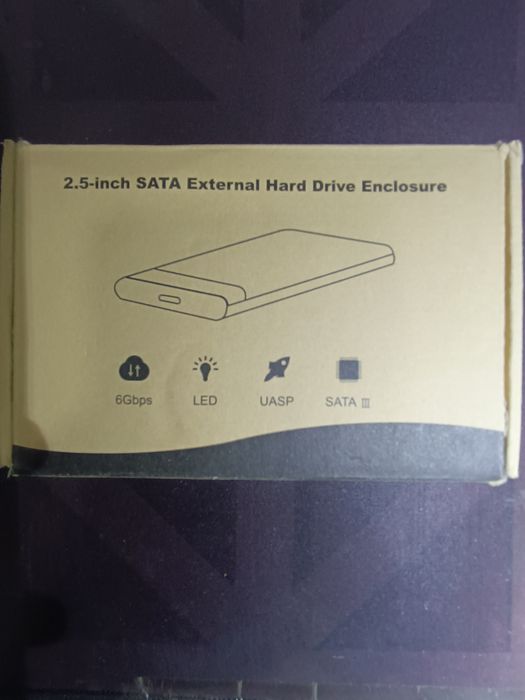 2.5-inch SATA External Hard Drive Enclosure
6Gbps LED UASP SATA Ⅲ